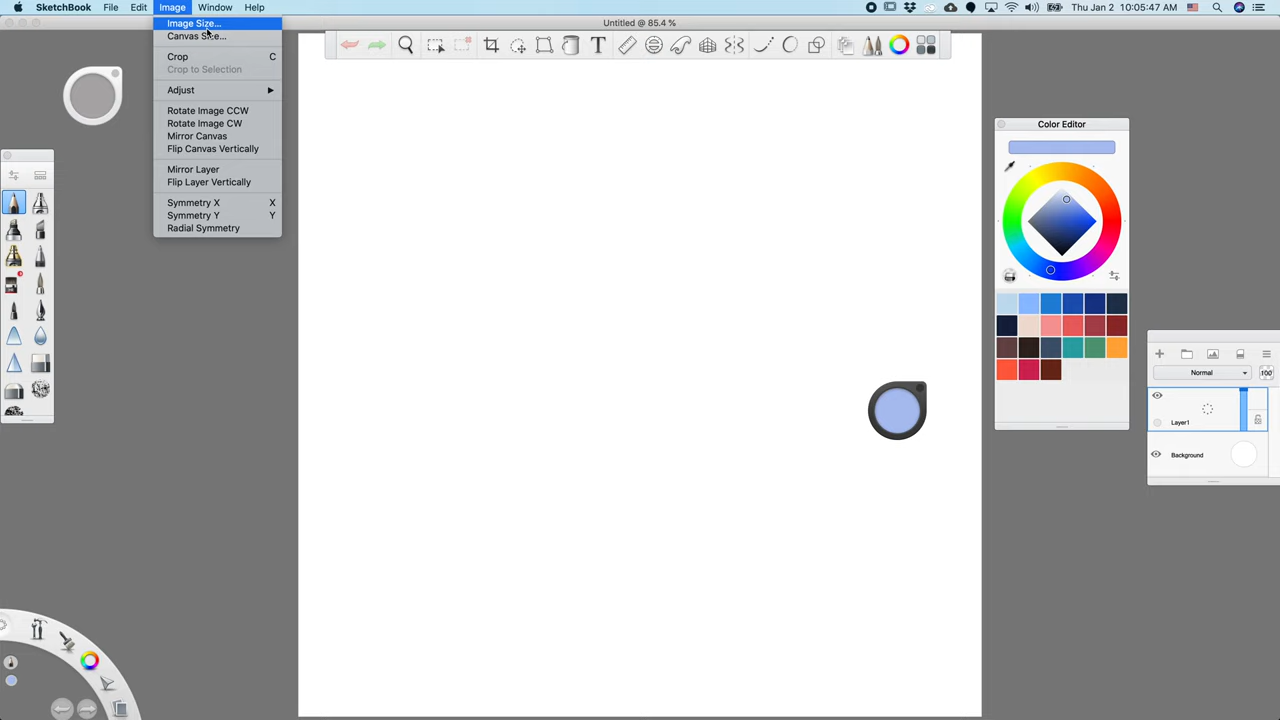 SketchBook File Edit Image Window Help Thu Jan 2 10:05:47 AM
Untitled @ 85.4 %
Image Size...
Canvas Size...
Crop C
Crop to Selection
Adjust
Rotate Image CCW
Rotate Image CW
Mirror Canvas
Flip Canvas Vertically
Mirror Layer
Flip Layer Vertically
Symmetry X X
Symmetry Y Y
Radial Symmetry
T
Color Editor
Normal 100
Layer1
Background